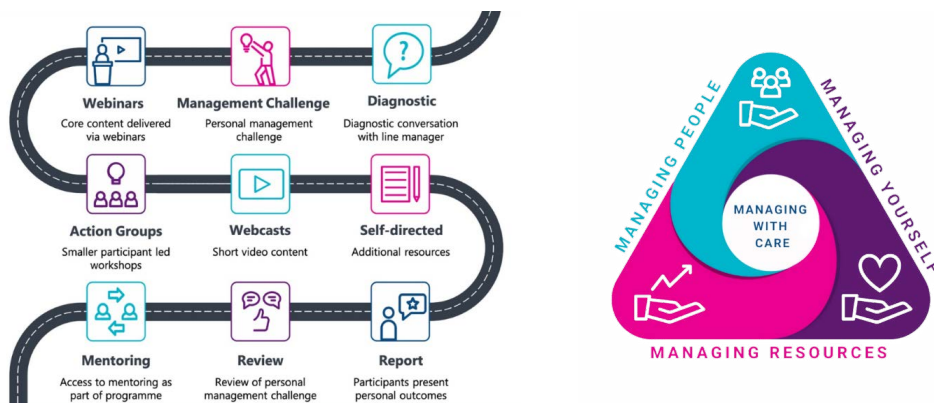 Webinars
Core content delivered
via webinars
Management Challenge
Personal management
challenge
Diagnostic
Diagnostic conversation
with line manager
?
Action Groups
Smaller participant led
workshops
Webcasts
Short video content
Self-directed
Additional resources
Mentoring
Access to mentoring as
part of programme
Review
Review of personal
management challenge
Report
Participants present
personal outcomes
MANAGING PEOPLE
MANAGING YOURSELF
MANAGING
WITH
CARE
MANAGING RESOURCES